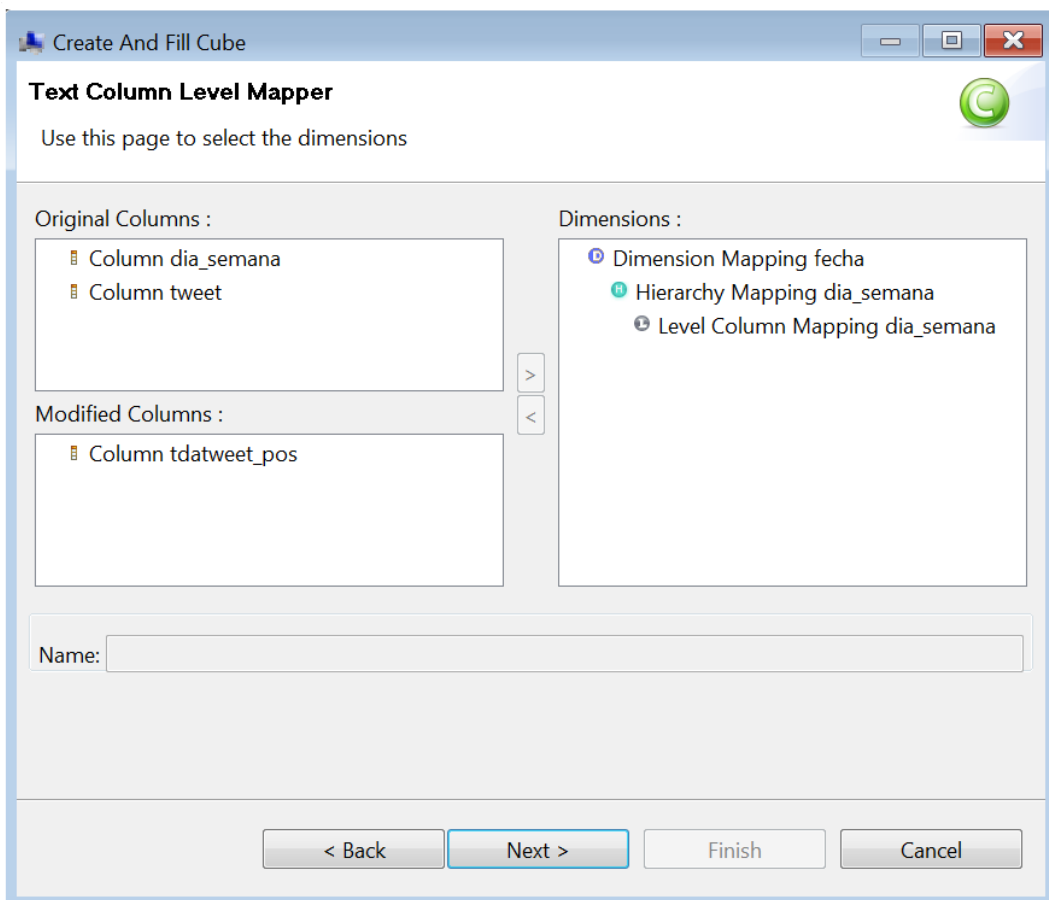 Create And Fill Cube
Text Column Level Mapper
C
Use this page to select the dimensions
Original Columns :
Column dia_semana
Column tweet
Modified Columns :
Column tdatweet_pos
>
<
Dimensions :
D Dimension Mapping fecha
H Hierarchy Mapping dia_semana
L Level Column Mapping dia_semana
Name:
< Back
Next >
Finish
Cancel